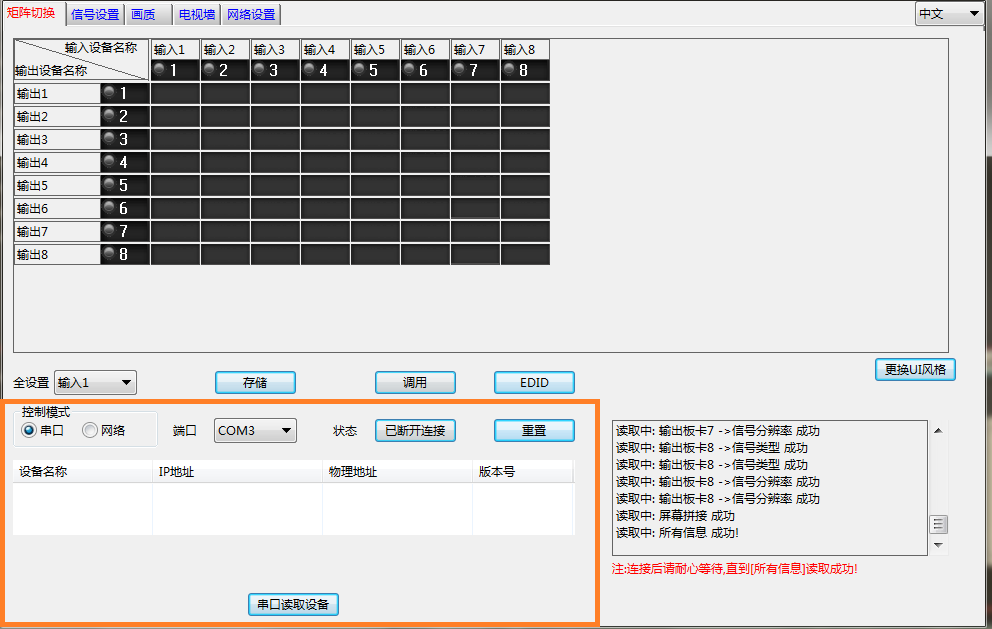 矩阵切换 信号设置 画质 电视墙 网络设置 中文
输入设备名称 输入1 输入2 输入3 输入4 输入5 输入6 输入7 输入8
输出设备名称 1 2 3 4 5 6 7 8
输出1 1
输出2 2
输出3 3
输出4 4
输出5 5
输出6 6
输出7 7
输出8 8
更换UI风格
全设置 输入1 存储 调用 EDID
控制模式
串口 网络 端口 COM3 状态 已断开连接 重置
设备名称 IP地址 物理地址 版本号
串口读取设备
读取中: 输出板卡7 ->信号分辨率 成功
读取中: 输出板卡8 ->信号类型 成功
读取中: 输出板卡8 ->信号类型 成功
读取中: 输出板卡8 ->信号分辨率 成功
读取中: 输出板卡8 ->信号分辨率 成功
读取中: 屏幕拼接 成功
读取中: 所有信息 成功!
注:连接后请耐心等待,直到[所有信息]读取成功!